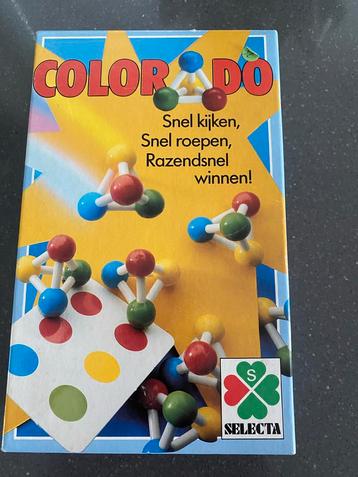 COLORADO
Snel kijken,
Snel roepen,
Razendsnel
winnen!
S
SELECTA